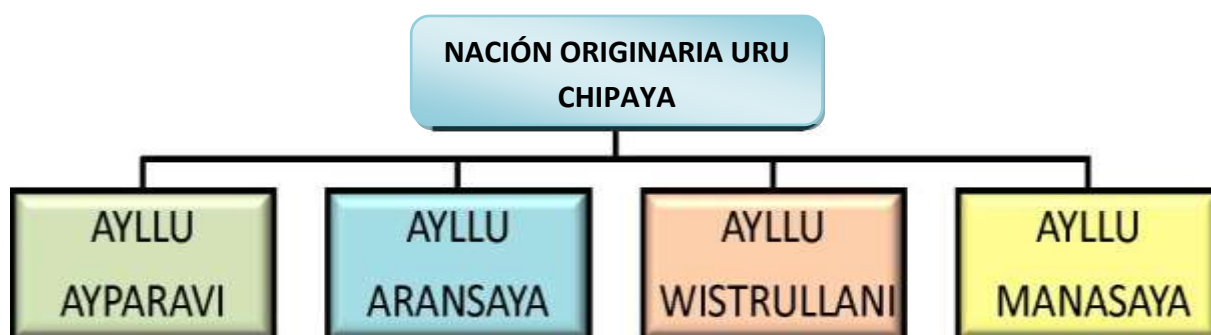 NACIÓN ORIGINARIA URU
CHIPAYA
AYLLU
AYPARAVI
AYLLU
ARANSAYA
AYLLU
WISTRULLANI
AYLLU
MANASAYA